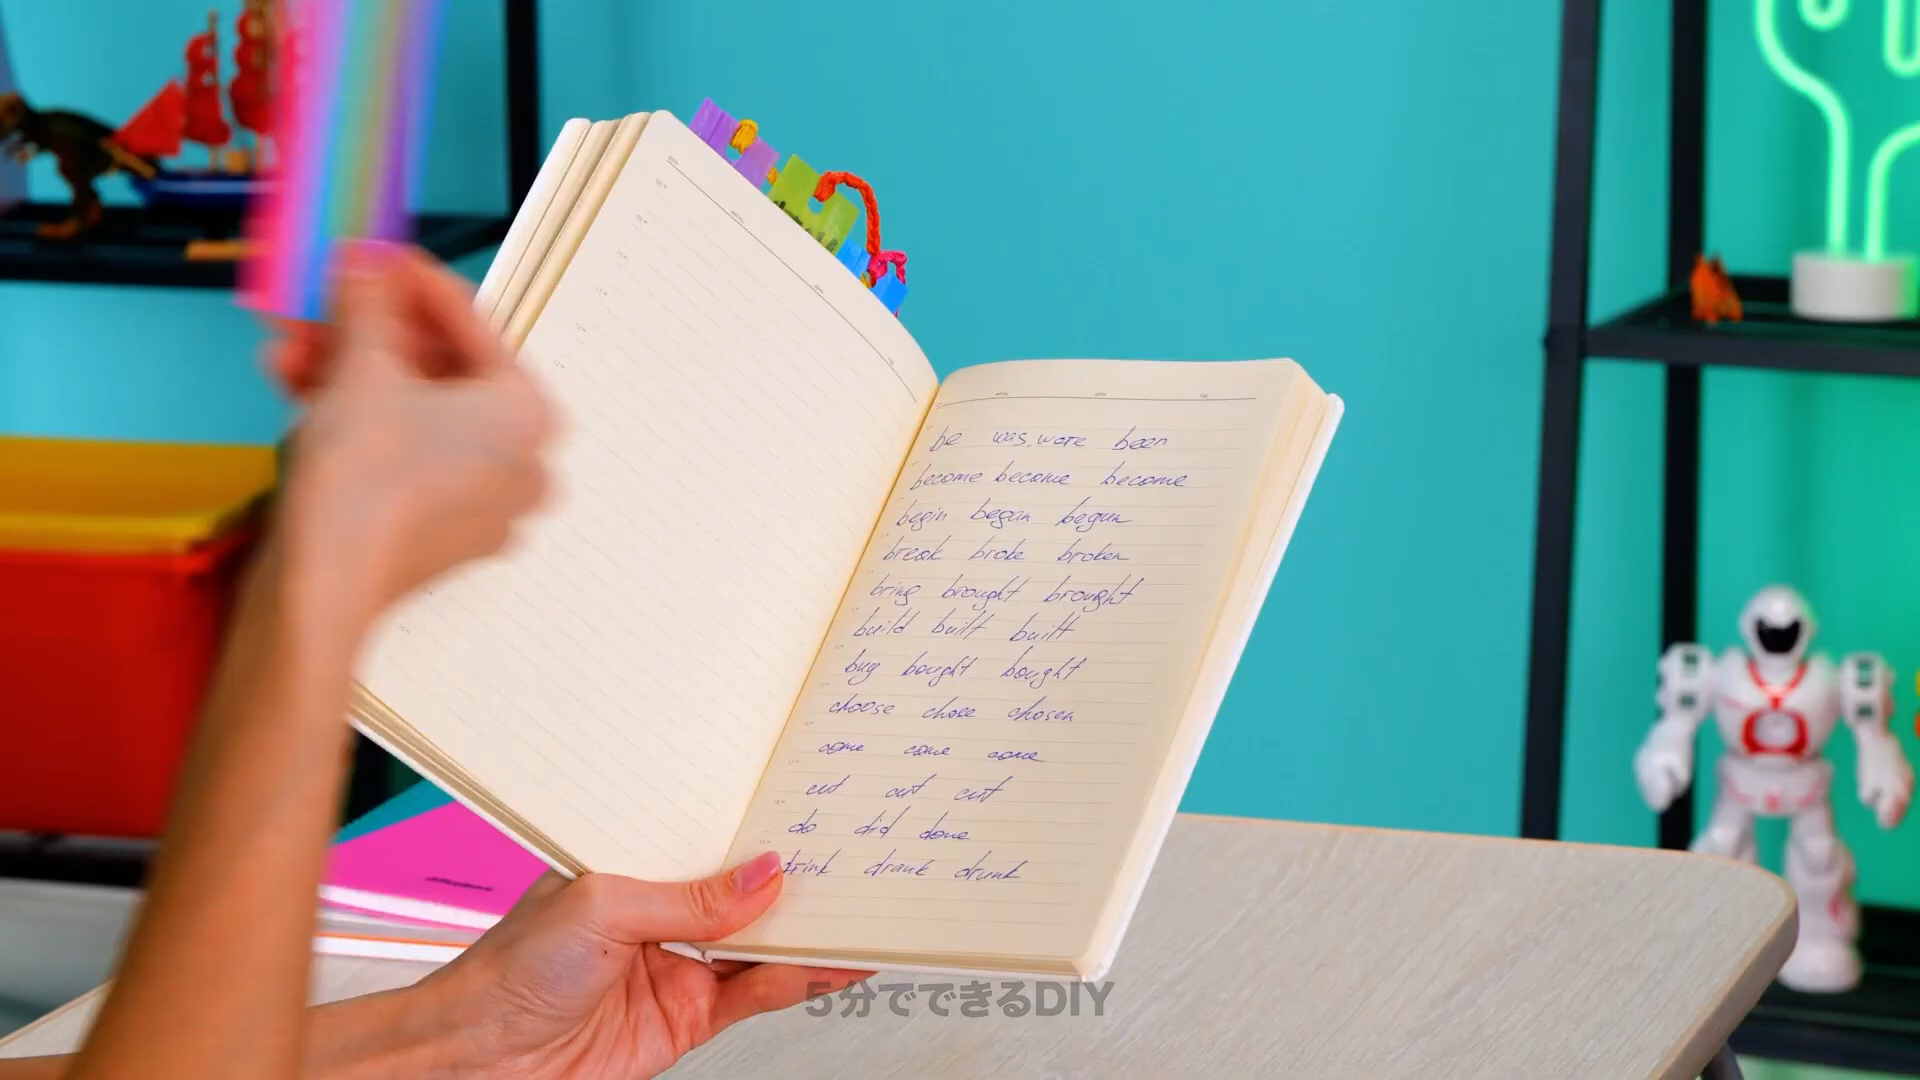 be was, were been
become became become
begin began begun
break broke broken
bring brought brought
build built built
buy bought bought
choose chose chosen
come came come
cut cut cut
do did done
drink drank drunk
5分でできるDIY